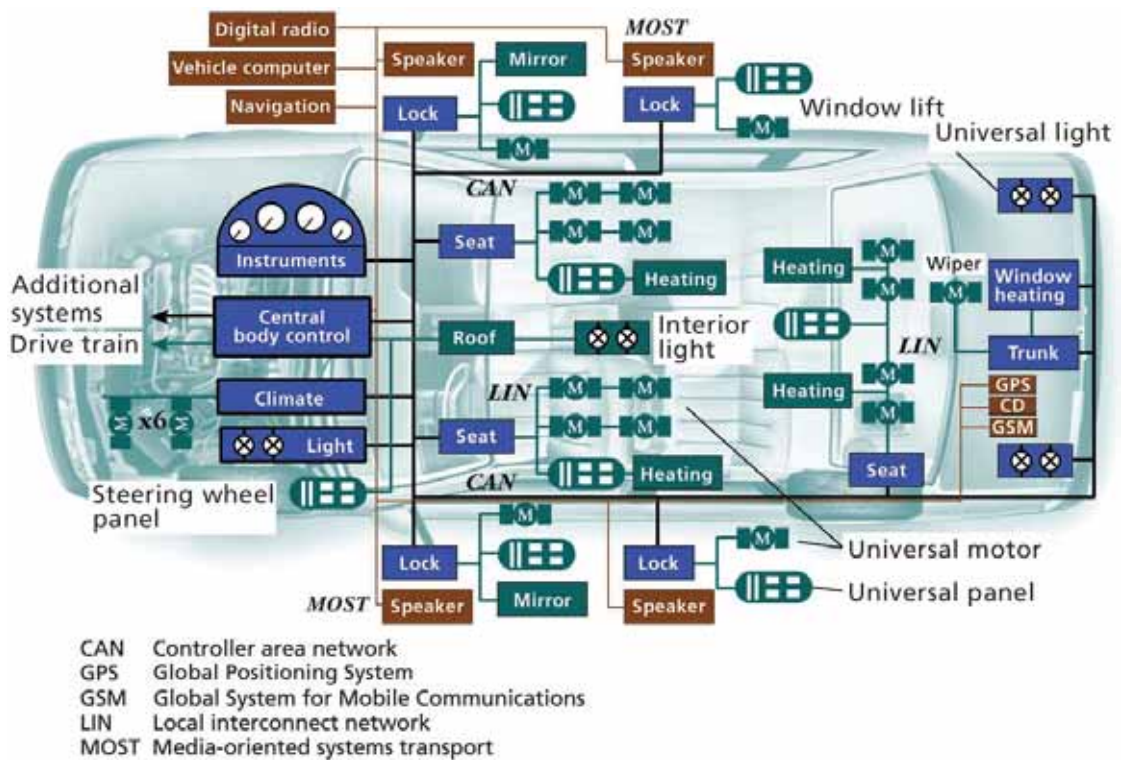 Digital radio
Vehicle computer
Navigation
MOST
Speaker
Mirror
Speaker
Lock
Lock
M
M
Window lift
Universal light
CAN
M
M
Seat
M
M
Heating
Instruments
Additional
systems
Drive train
Central
body control
Roof
Interior
light
Heating
M
M
Wiper
M
Window
heating
LIN
Trunk
Heating
M
M
GPS
CD
GSM
Seat
Climate
M
x6
M
Light
LIN
M
M
Seat
M
M
CAN
Heating
Steering wheel
panel
M
Lock
Mirror
MOST
Speaker
Lock
M
Speaker
Universal motor
Universal panel
CAN Controller area network
GPS Global Positioning System
GSM Global System for Mobile Communications
LIN Local interconnect network
MOST Media-oriented systems transport